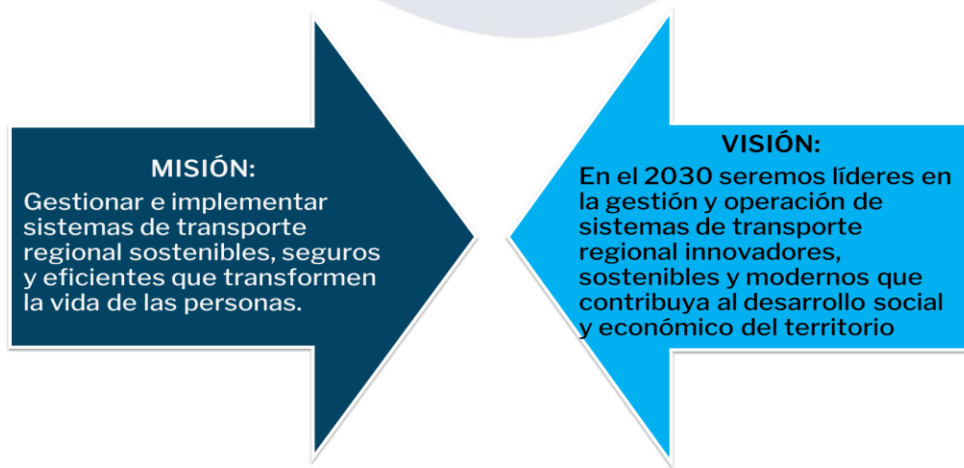 MISIÓN:
Gestionar e implementar
sistemas de transporte
regional sostenibles, seguros
y eficientes que transformen
la vida de las personas.
VISIÓN:
En el 2030 seremos líderes en
la gestión y operación de
sistemas de transporte
regional innovadores,
sostenibles y modernos que
contribuya al desarrollo social
y económico del territorio